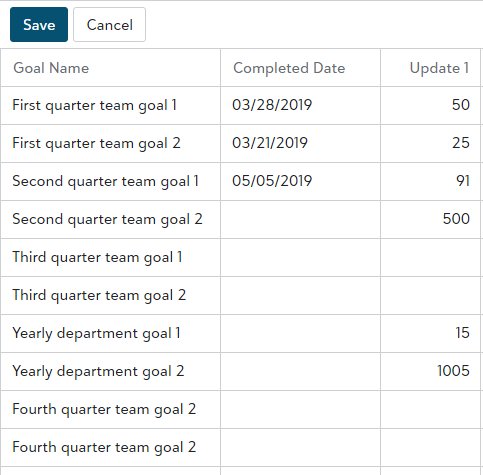 Save Cancel
Goal Name Completed Date Update 1
First quarter team goal 1 03/28/2019 50
First quarter team goal 2 03/21/2019 25
Second quarter team goal 1 05/05/2019 91
Second quarter team goal 2 500
Third quarter team goal 1
Third quarter team goal 2
Yearly department goal 1 15
Yearly department goal 2 1005
Fourth quarter team goal 2
Fourth quarter team goal 2